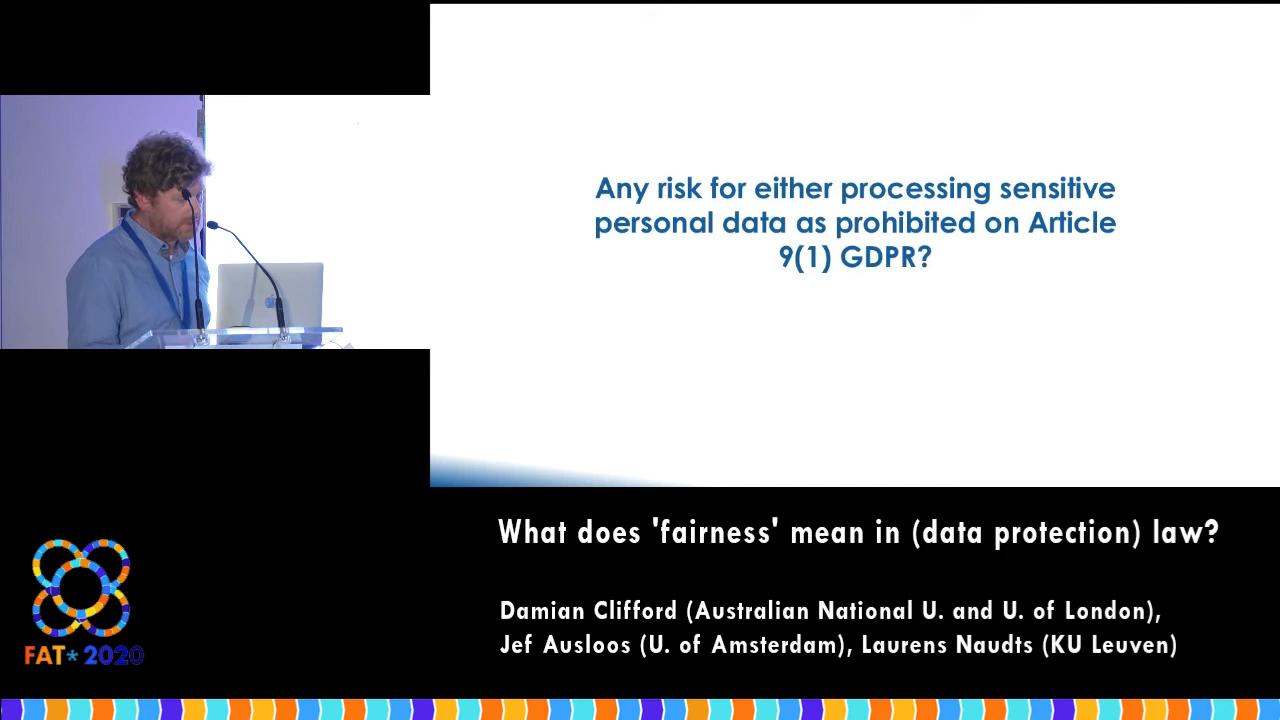 Any risk for either processing sensitive
personal data as prohibited on Article
9(1) GDPR?
What does 'fairness' mean in (data protection) law?
Damian Clifford (Australian National U. and U. of London),
Jef Ausloos (U. of Amsterdam), Laurens Naudts (KU Leuven)
FAT* 2020